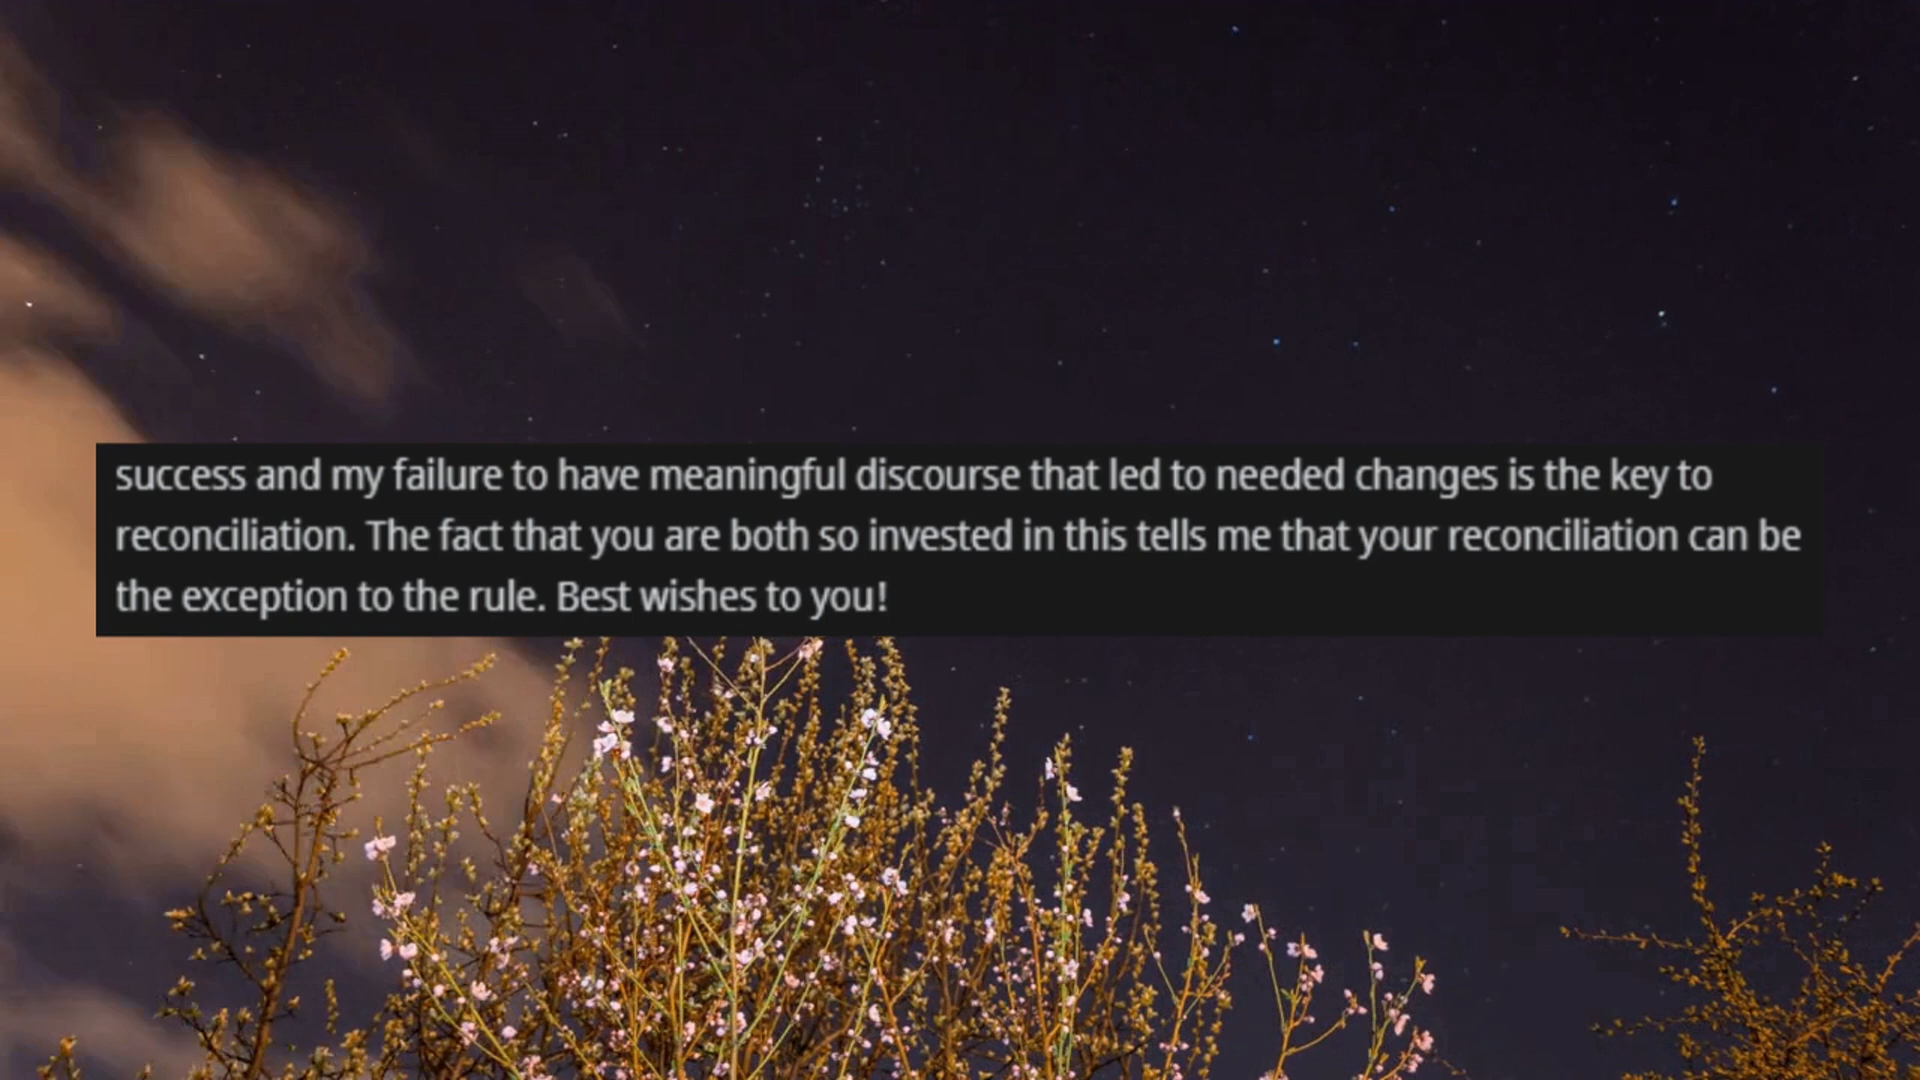 success and my failure to have meaningful discourse that led to needed changes is the key to
reconciliation. The fact that you are both so invested in this tells me that your reconciliation can be
the exception to the rule. Best wishes to you!